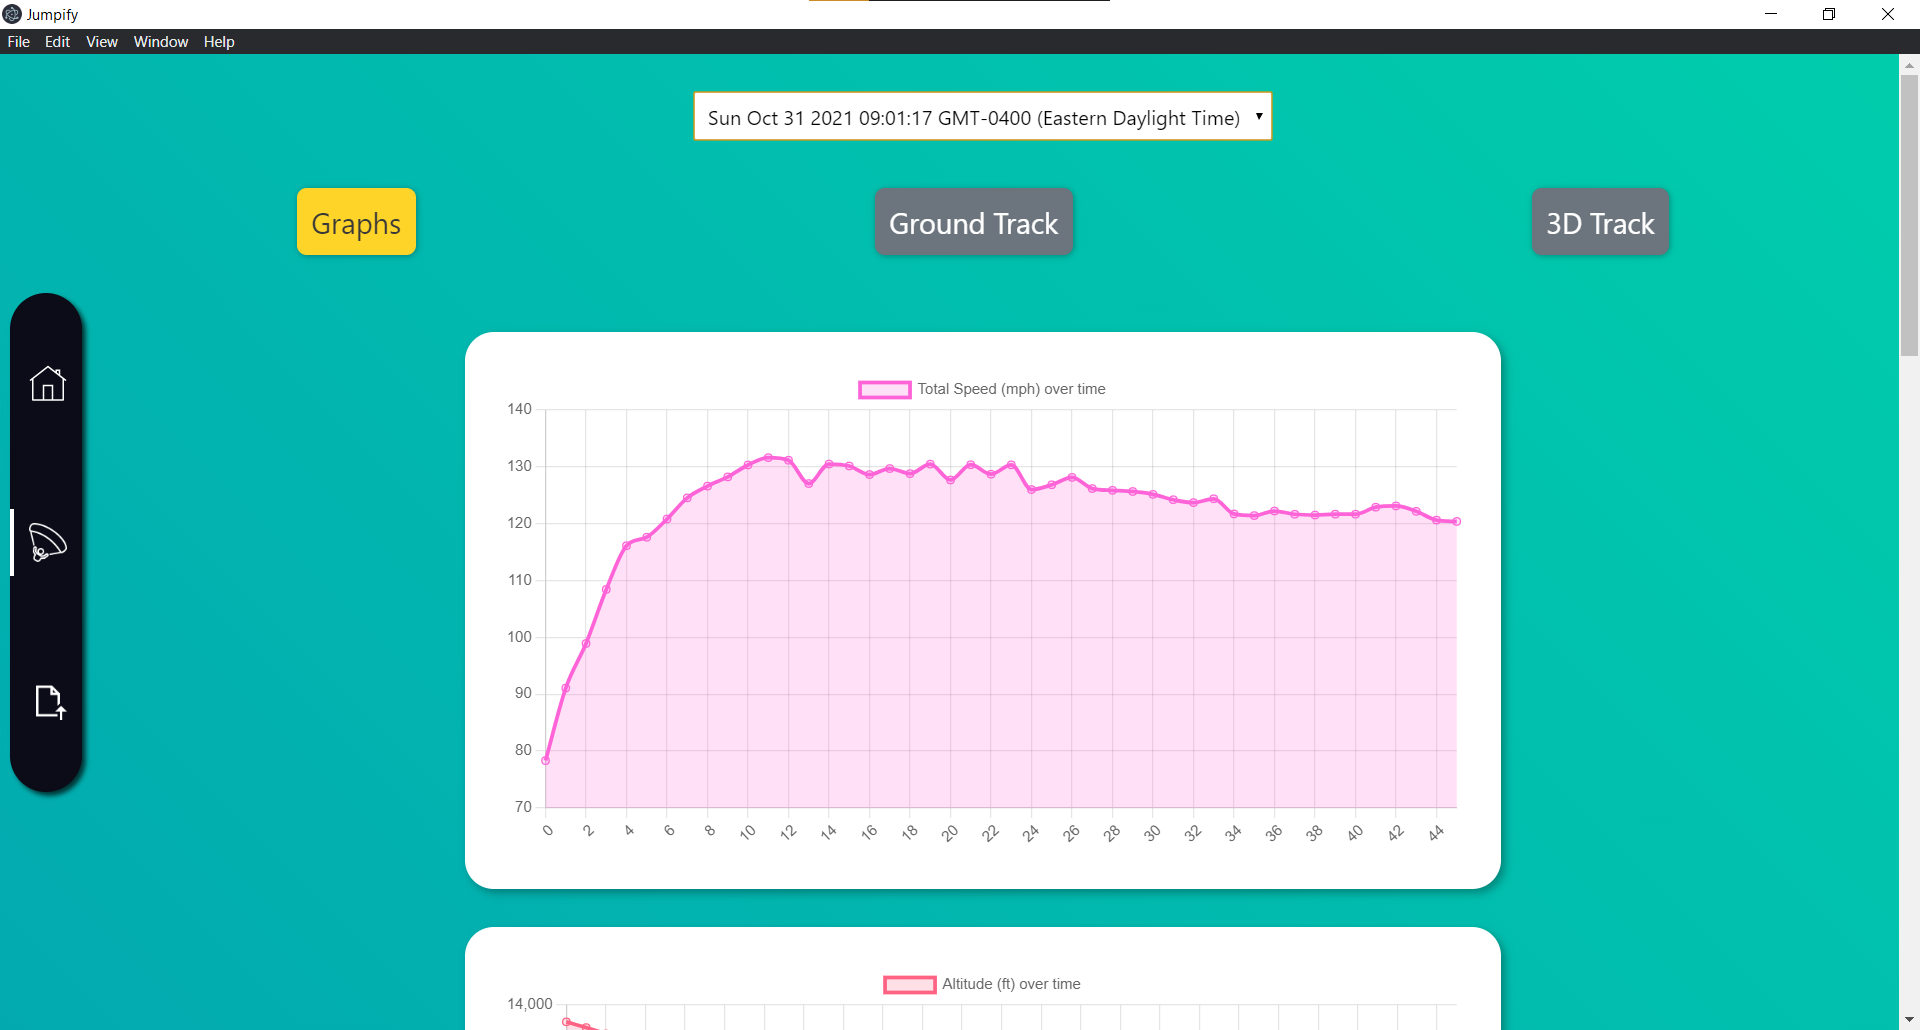 Jumpify
File Edit View Window Help
Sun Oct 31 2021 09:01:17 GMT-0400 (Eastern Daylight Time)
Graphs
Ground Track
3D Track
Total Speed (mph) over time
140
130
120
110
100
90
80
70
0 2 4 6 8 10 12 14 16 18 20 22 24 26 28 30 32 34 36 38 40 42 44
Altitude (ft) over time
14,000